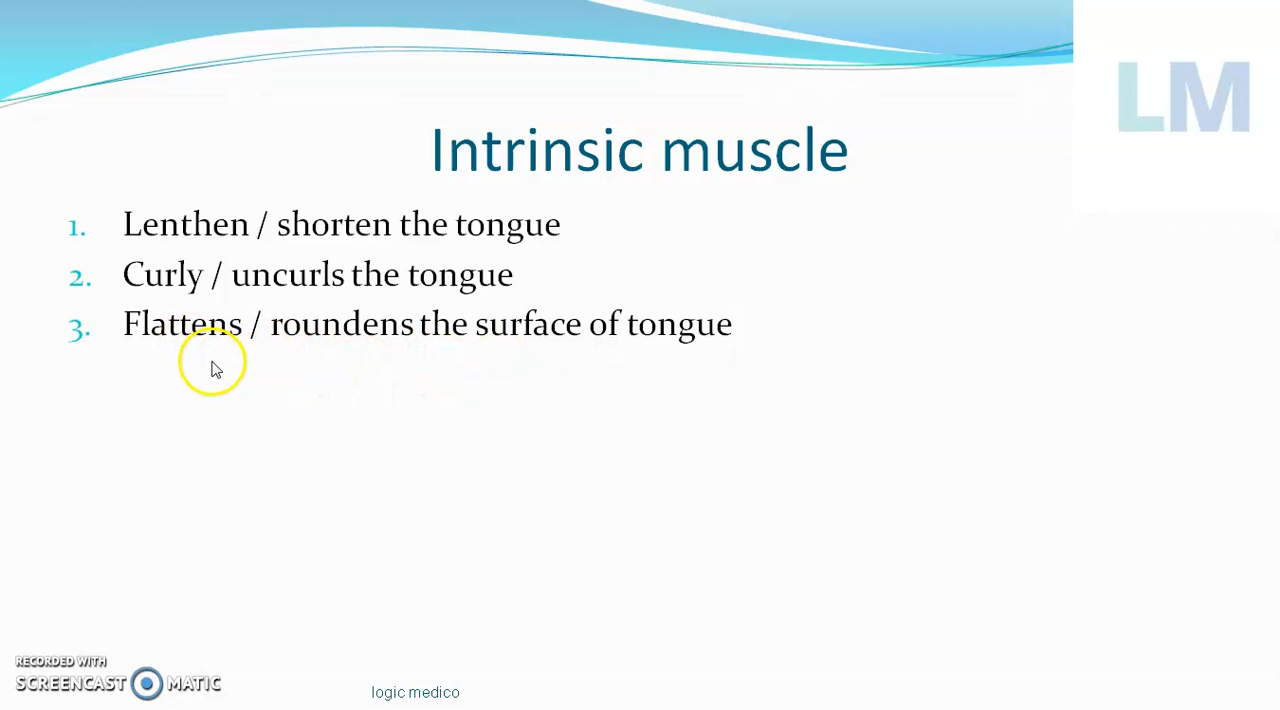 LM
Intrinsic muscle
1. Lenthen / shorten the tongue
2. Curly / uncurls the tongue
3. Flattens / roundens the surface of tongue
RECORDED WITH
SCREENCAST MATIC
logic medico